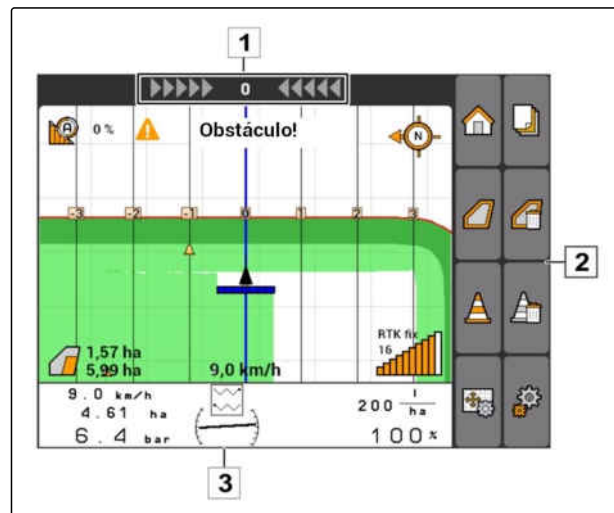 1
0
A 0 %
Obstáculo!
N
-3 -2 -1 0 1 2 3
2
1,57 ha
5,99 ha
9,0 km/h
RTK fix
16
9.0 km/h
4.61 ha
6.4 bar
200 l/ha
100 %
3